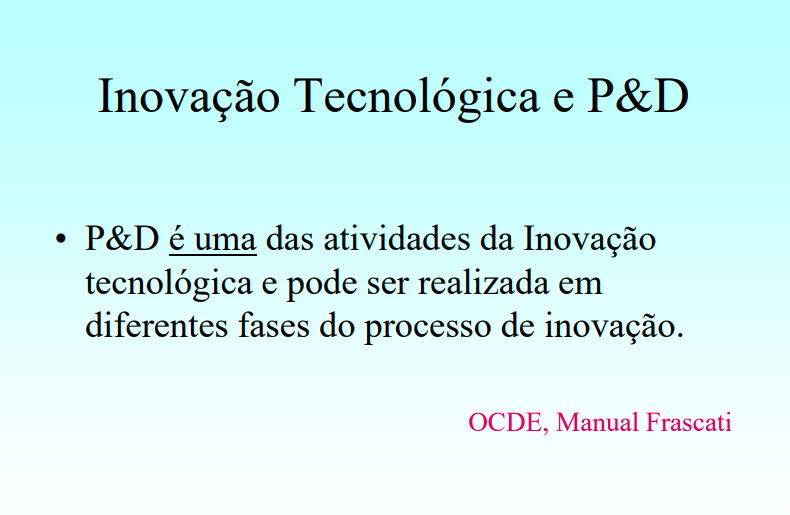 Inovação Tecnológica e P&D
• P&D é uma das atividades da Inovação
tecnológica e pode ser realizada em
diferentes fases do processo de inovação.
OCDE, Manual Frascati